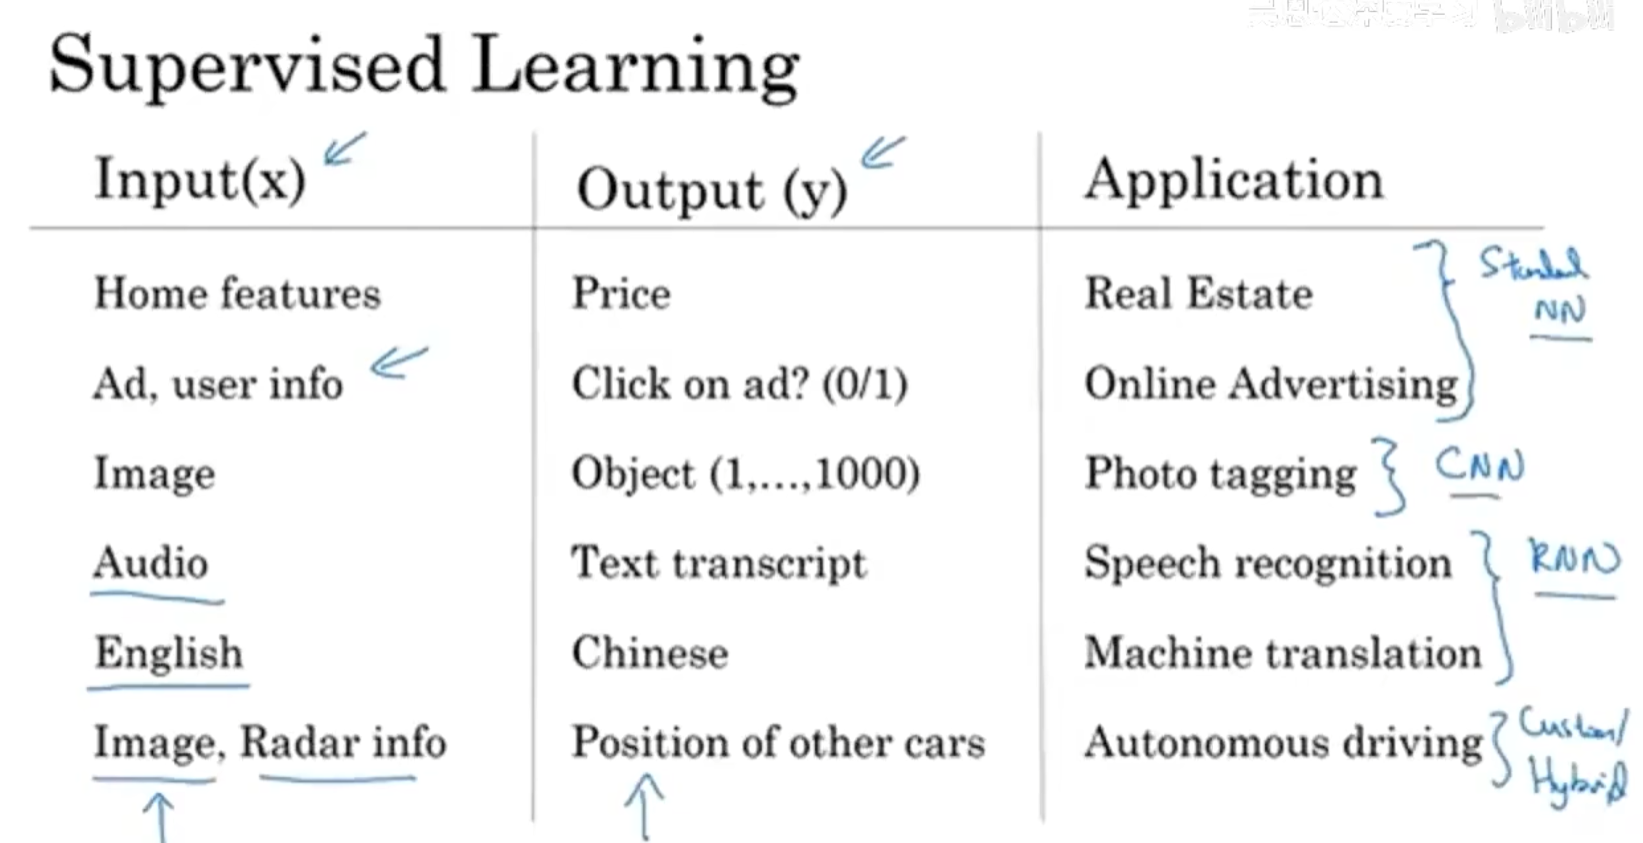 bilibili
Supervised Learning
Input(x) Output (y) Application
Home features Price Real Estate Standard
NN
Ad, user info Click on ad? (0/1) Online Advertising
Image Object (1,...,1000) Photo tagging CNN
Audio Text transcript Speech recognition RNN
English Chinese Machine translation
Image, Radar info Position of other cars Autonomous driving Custom/
Hybrid